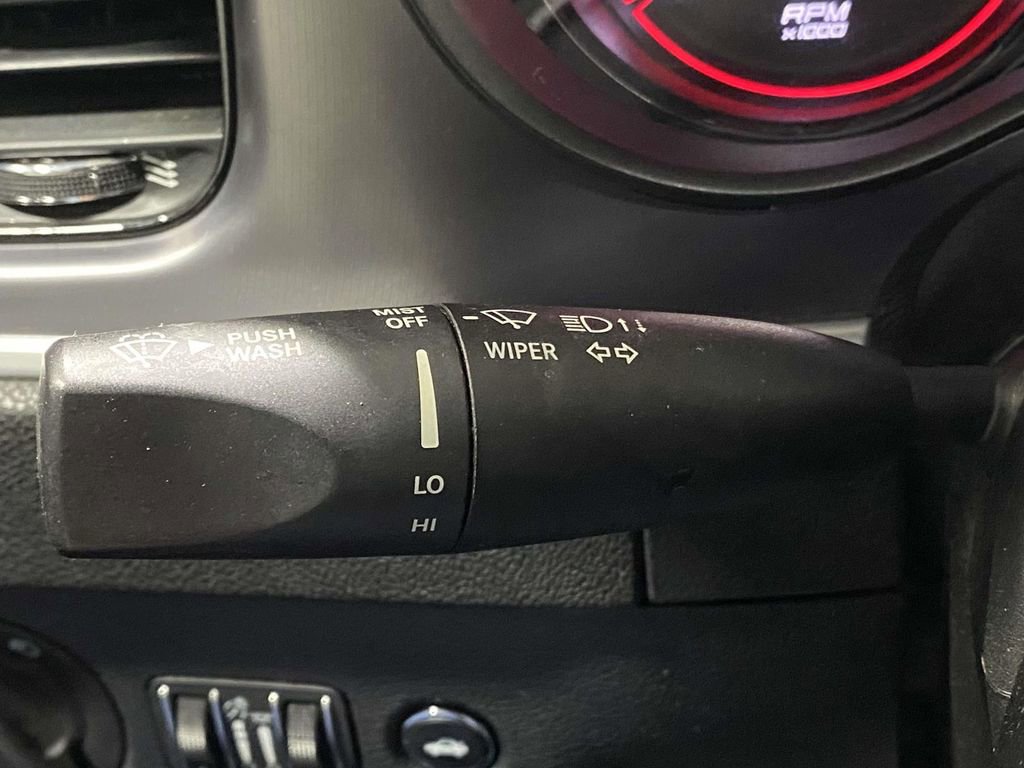 RPM
x1000
MIST
OFF
PUSH
WASH
WIPER
LO
HI